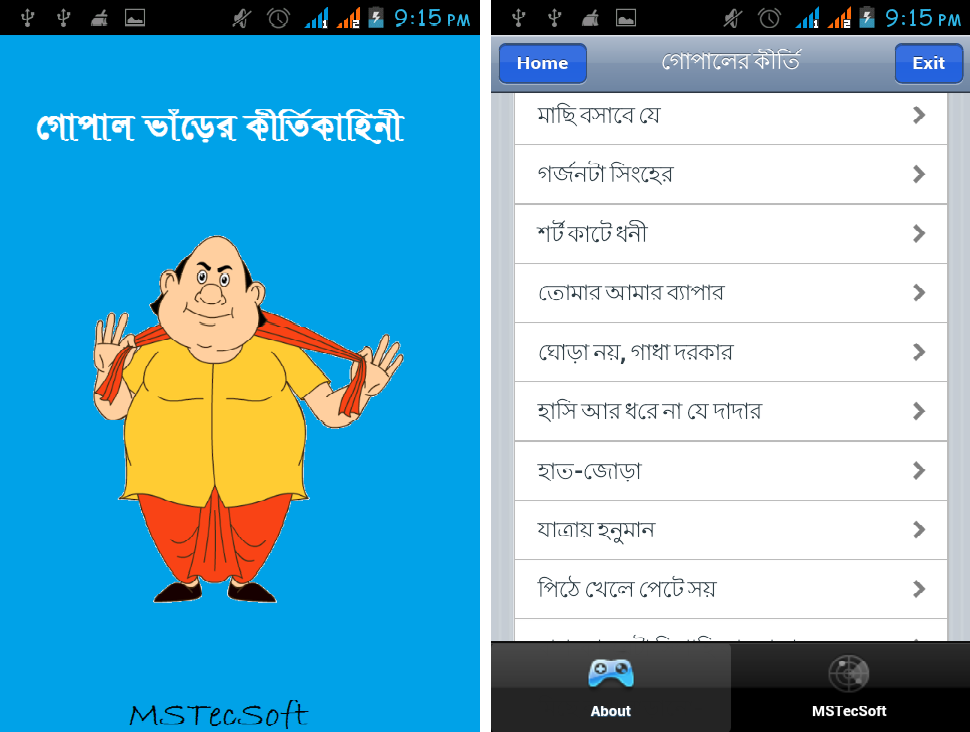 9:15 PM
গোপাল ভাঁড়ের কীর্তিকাহিনী
MSTecSoft
9:15 PM
Home
গোপালের কীর্তি
Exit
মাছি বসাবে যে
গর্জনটা সিংহের
শর্ট কাটে ধনী
তোমার আমার ব্যাপার
ঘোড়া নয়, গাধা দরকার
হাসি আর ধরে না যে দাদার
হাত-জোড়া
যাত্রায় হনুমান
পিঠে খেলে পেটে সয়
About
MSTecSoft